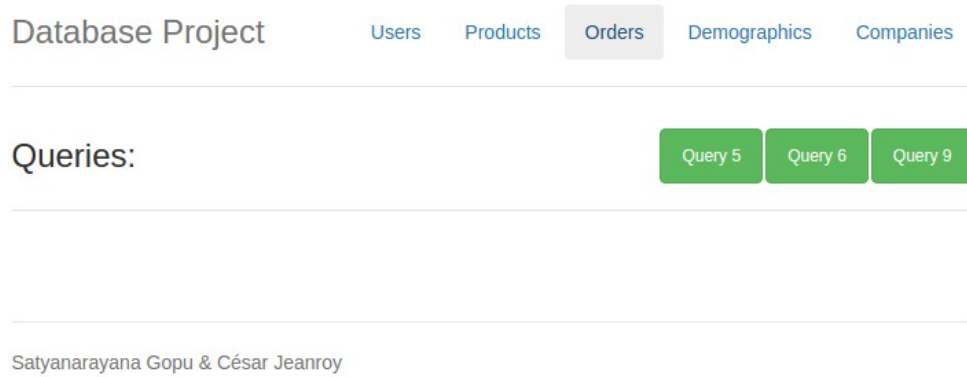 Database Project Users Products Orders Demographics Companies
Queries: Query 5 Query 6 Query 9
Satyanarayana Gopu & César Jeanroy